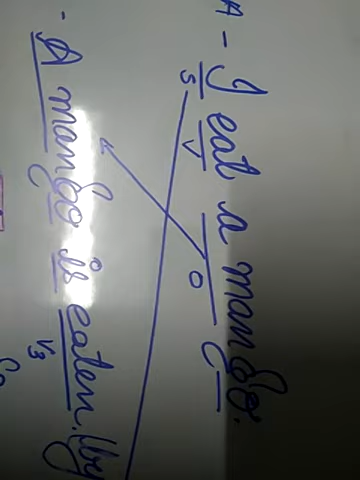 A - I eat a mango.
S V O
- A mango is eaten. (by
V3